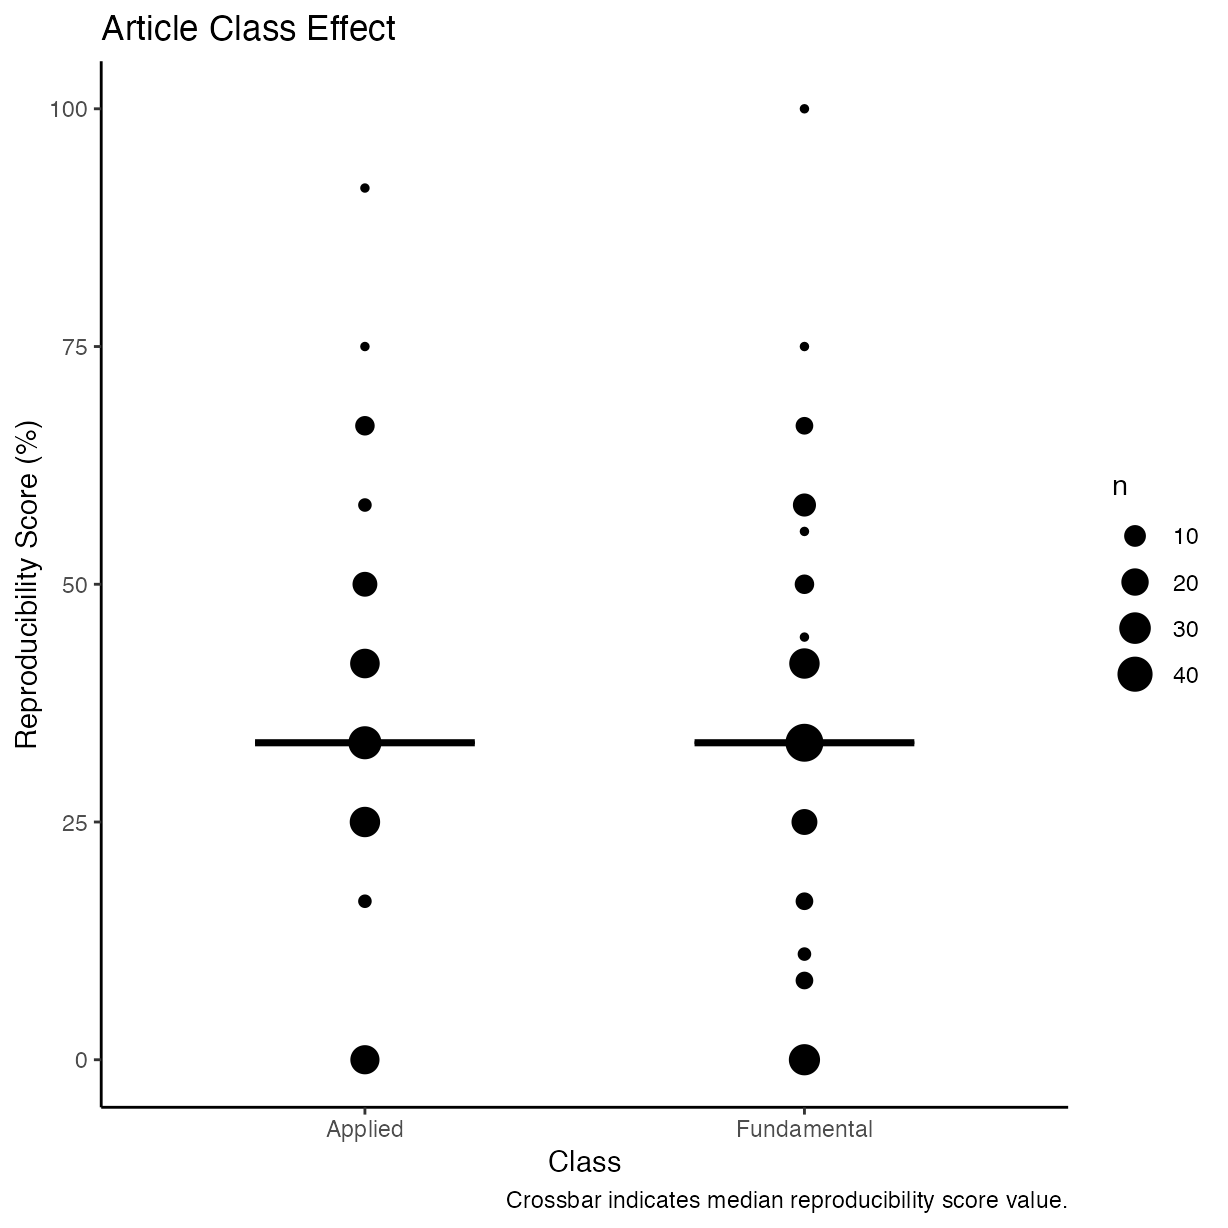 Article Class Effect
100
75
50
25
0
Reproducibility Score (%)
Applied
Fundamental
Class
Crossbar indicates median reproducibility score value.
n
10
20
30
40